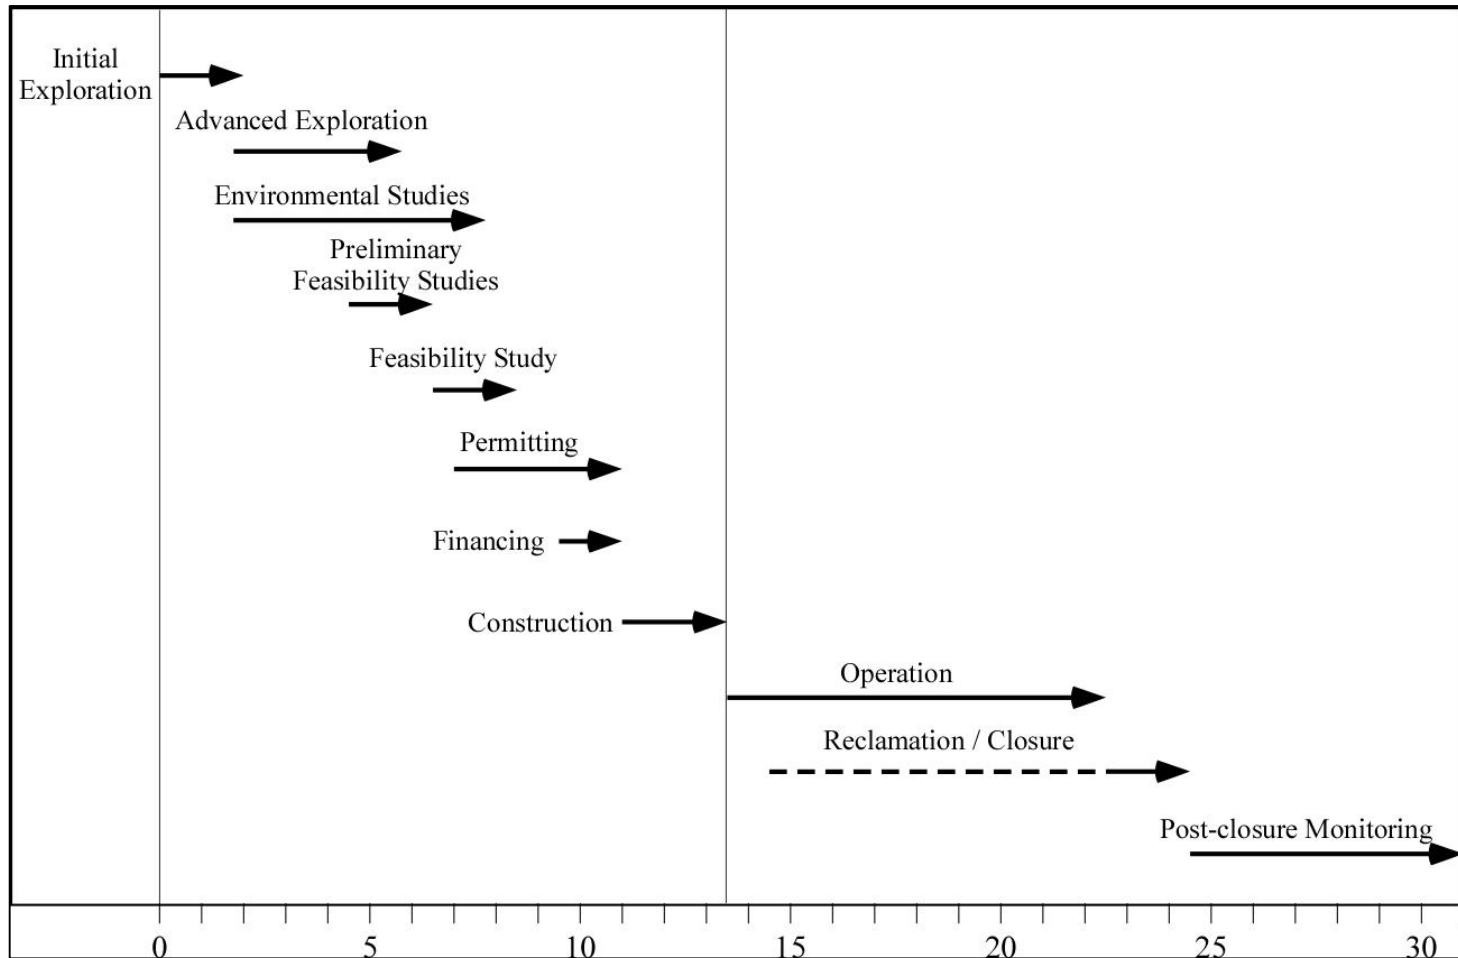 Initial
Exploration
Advanced Exploration
Environmental Studies
Preliminary
Feasibility Studies
Feasibility Study
Permitting
Financing
Construction
Operation
Reclamation / Closure
Post-closure Monitoring
0 5 10 15 20 25 30